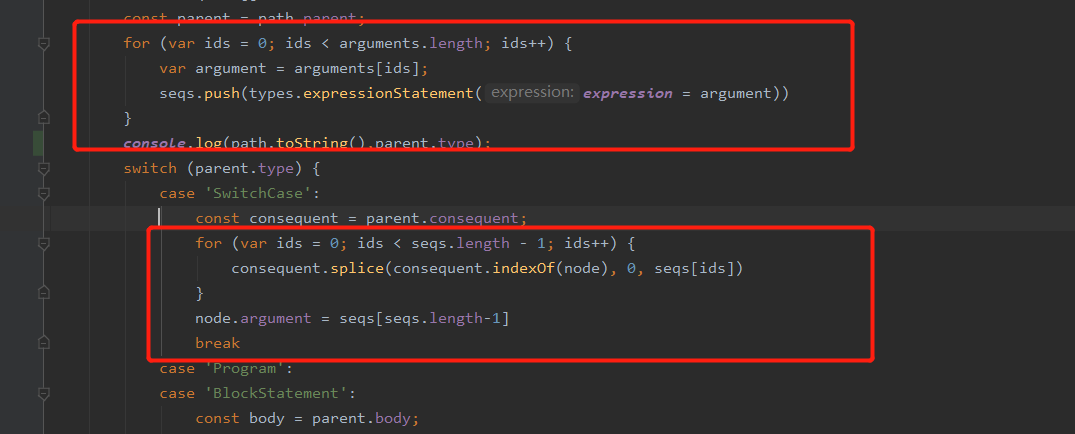 const parent = path.parent;
for (var ids = 0; ids < arguments.length; ids++) {
var argument = arguments[ids];
seqs.push(types.expressionStatement( expression: expression = argument))
}
console.log(path.toString(),parent.type);
switch (parent.type) {
case 'SwitchCase':
const consequent = parent.consequent;
for (var ids = 0; ids < seqs.length - 1; ids++) {
consequent.splice(consequent.indexOf(node), 0, seqs[ids])
}
node.argument = seqs[seqs.length-1]
break
case 'Program':
case 'BlockStatement':
const body = parent.body;